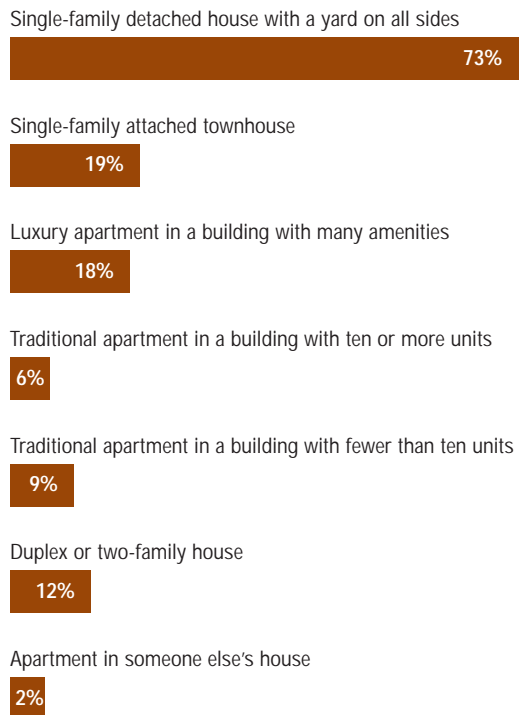 Single-family detached house with a yard on all sides
73%
Single-family attached townhouse
19%
Luxury apartment in a building with many amenities
18%
Traditional apartment in a building with ten or more units
6%
Traditional apartment in a building with fewer than ten units
9%
Duplex or two-family house
12%
Apartment in someone else’s house
2%